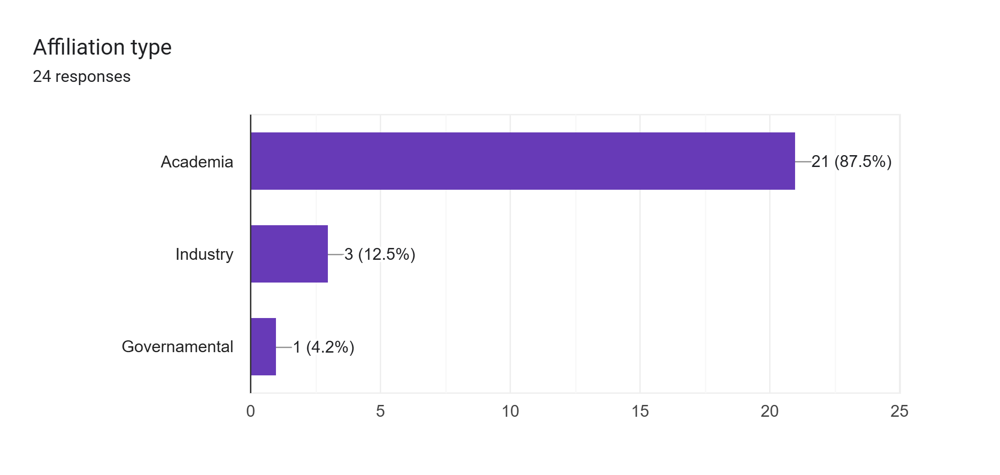 Affiliation type
24 responses
Academia
21 (87.5%)
Industry
3 (12.5%)
Governamental
1 (4.2%)
0 5 10 15 20 25